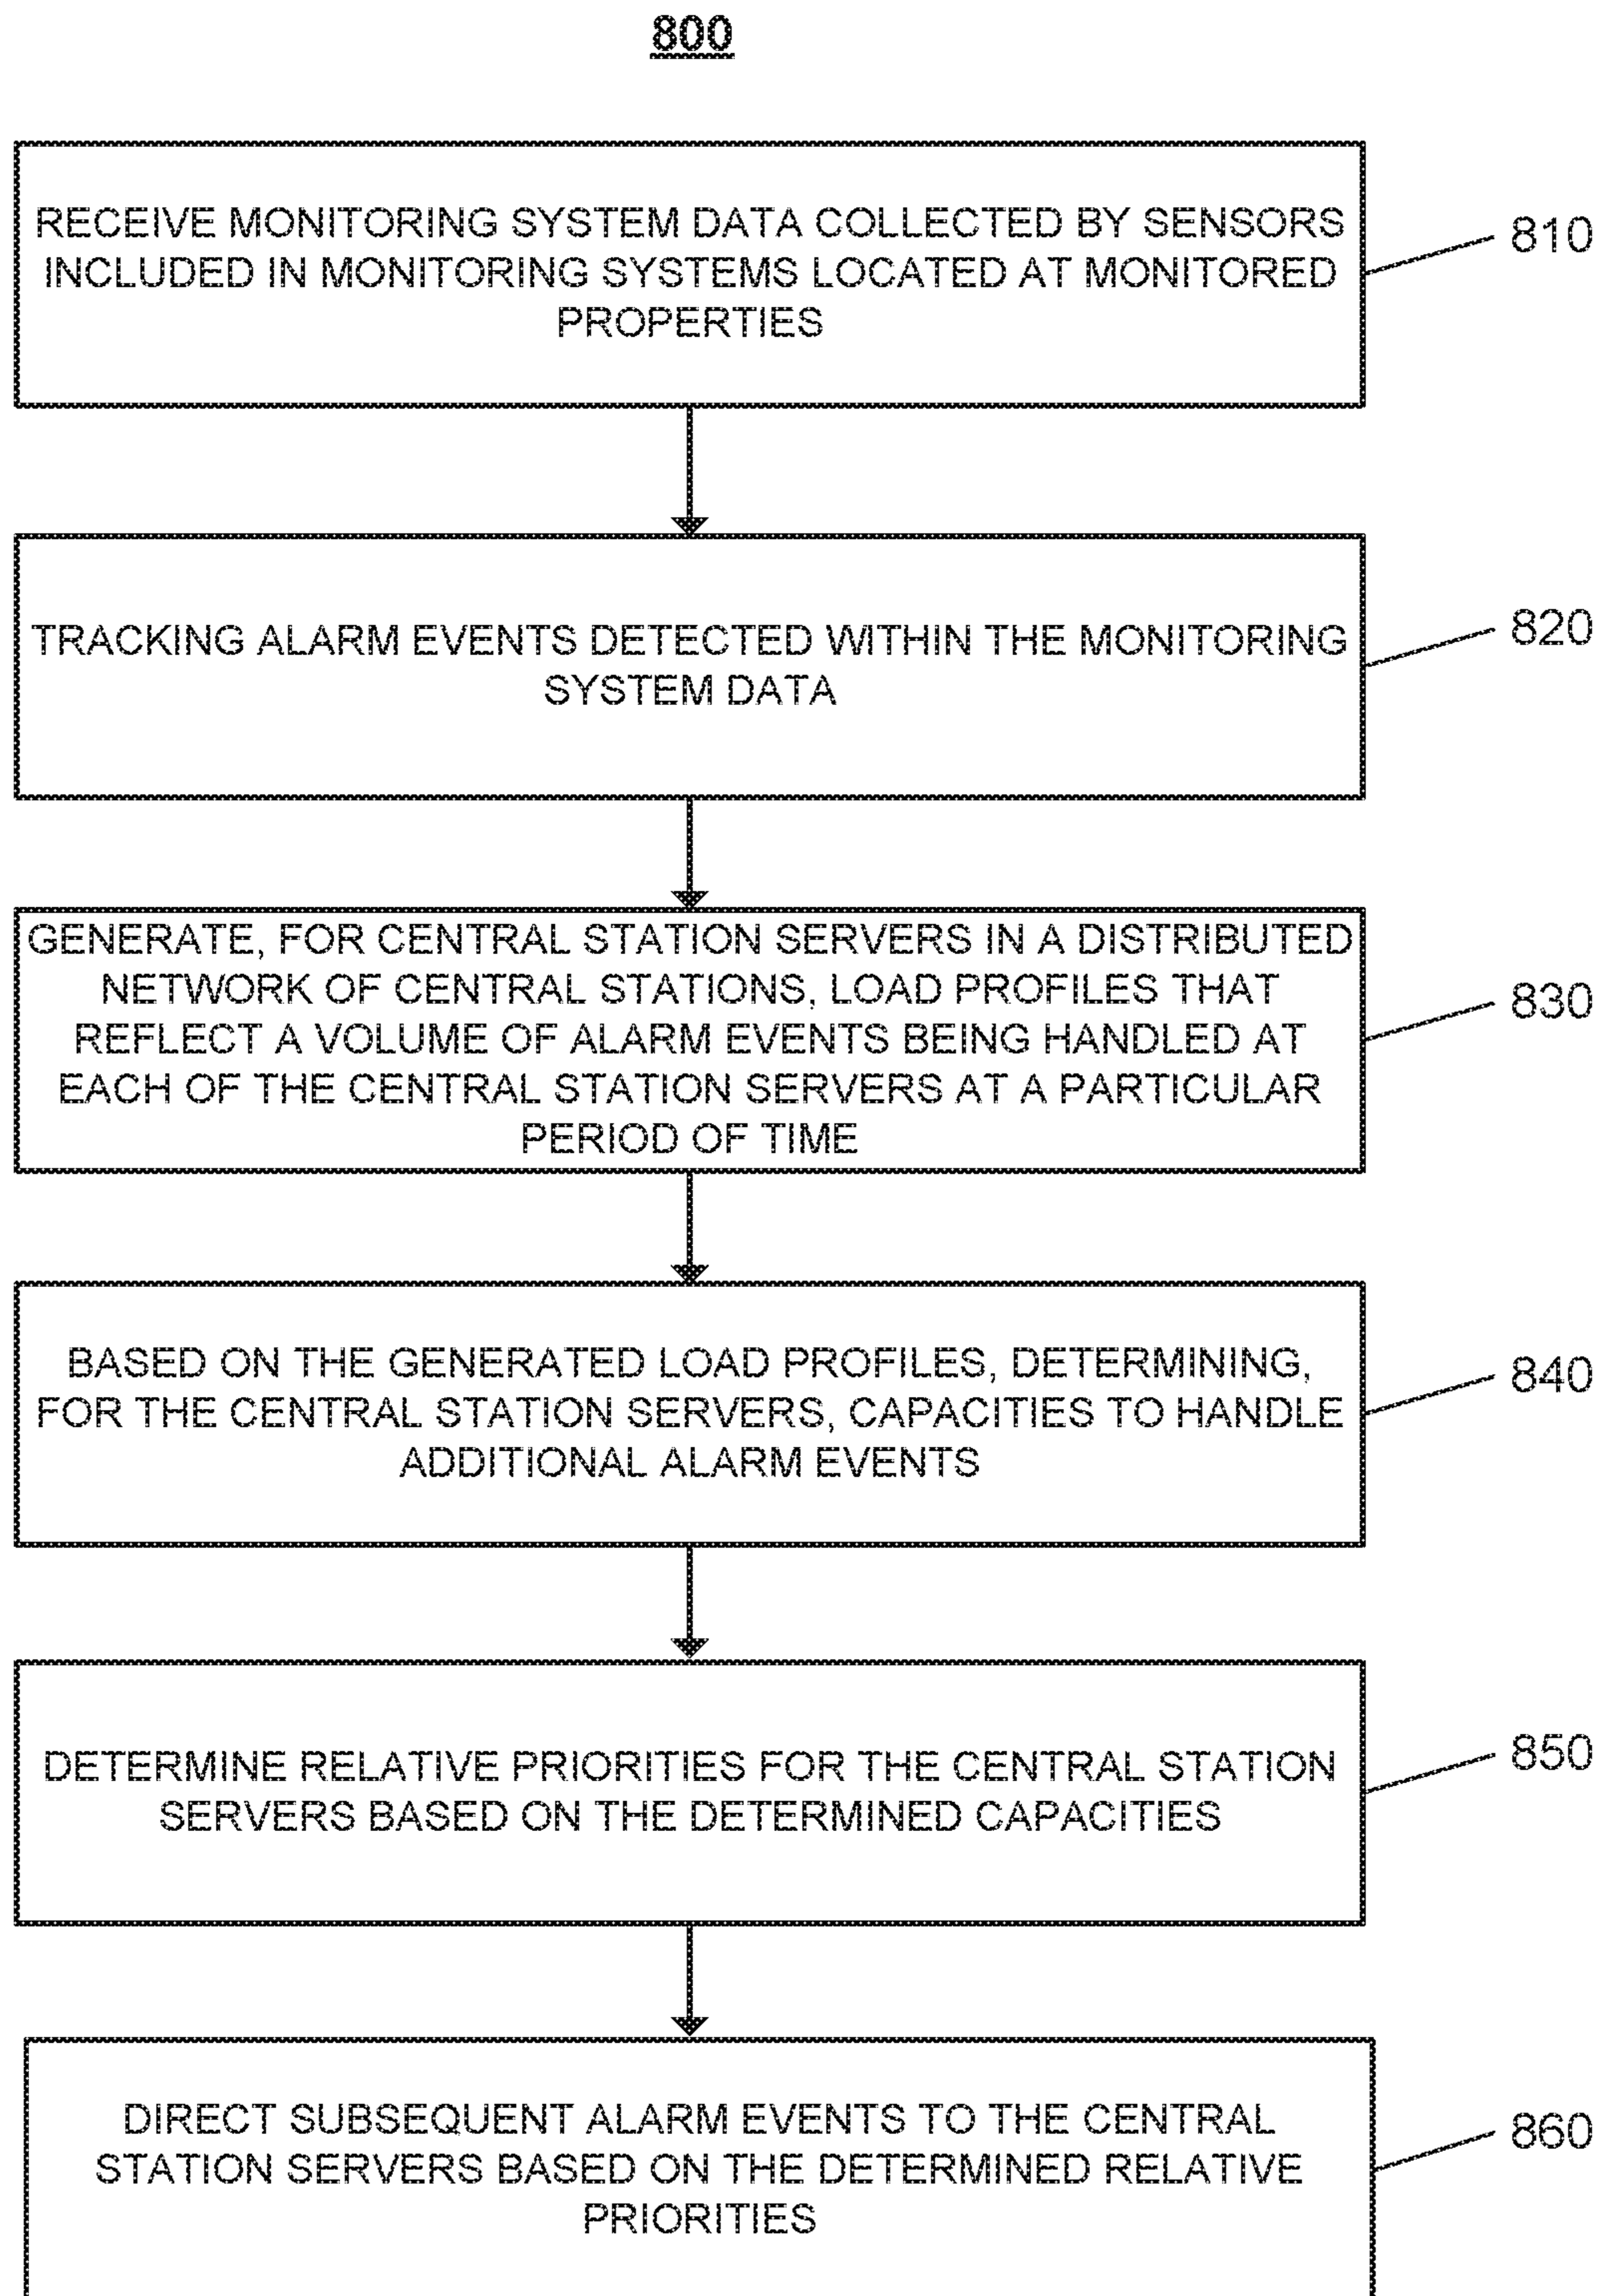 800
RECEIVE MONITORING SYSTEM DATA COLLECTED BY SENSORS
INCLUDED IN MONITORING SYSTEMS LOCATED AT MONITORED
PROPERTIES
810
TRACKING ALARM EVENTS DETECTED WITHIN THE MONITORING
SYSTEM DATA
820
GENERATE, FOR CENTRAL STATION SERVERS IN A DISTRIBUTED
NETWORK OF CENTRAL STATIONS, LOAD PROFILES THAT
REFLECT A VOLUME OF ALARM EVENTS BEING HANDLED AT
EACH OF THE CENTRAL STATION SERVERS AT A PARTICULAR
PERIOD OF TIME
830
BASED ON THE GENERATED LOAD PROFILES, DETERMINING,
FOR THE CENTRAL STATION SERVERS, CAPACITIES TO HANDLE
ADDITIONAL ALARM EVENTS
840
DETERMINE RELATIVE PRIORITIES FOR THE CENTRAL STATION
SERVERS BASED ON THE DETERMINED CAPACITIES
850
DIRECT SUBSEQUENT ALARM EVENTS TO THE CENTRAL
STATION SERVERS BASED ON THE DETERMINED RELATIVE
PRIORITIES
860